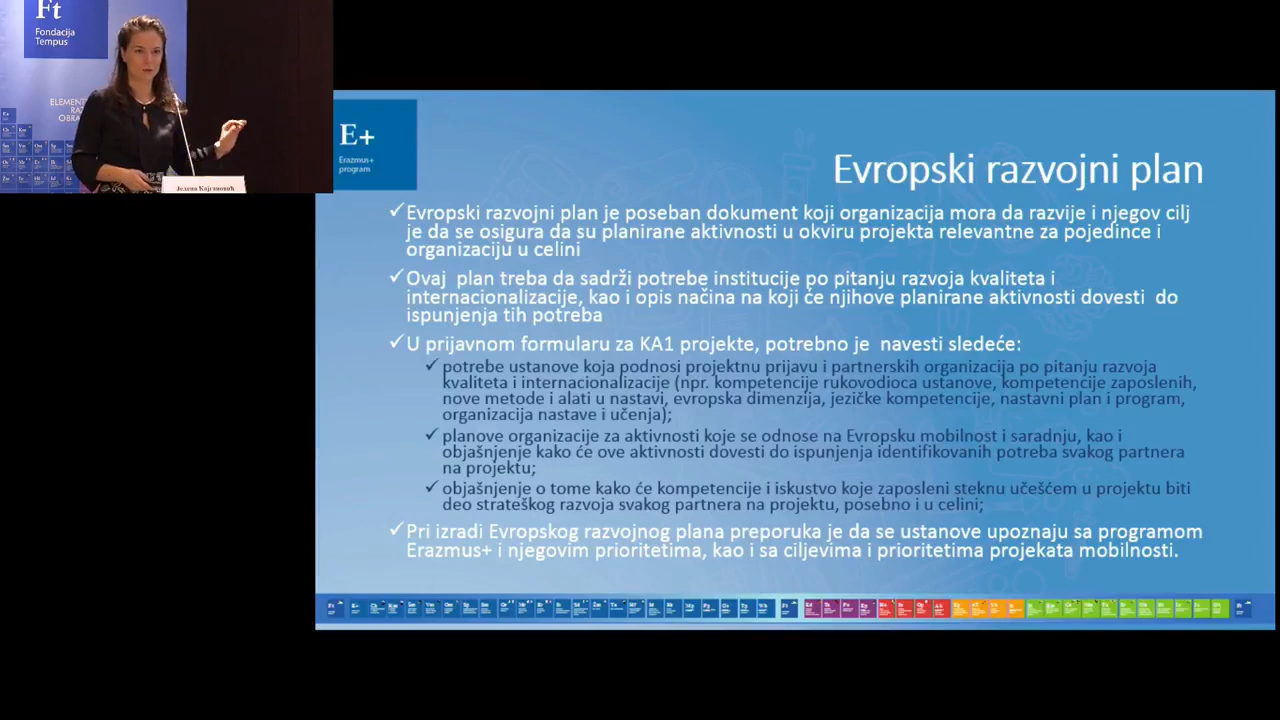 Ft
Fondacija
Tempus
ELEMENT
RAZ
OBRA
Jelena Kajganović
E+
Erasmus+
program
Evropski razvojni plan
✓Evropski razvojni plan je poseban dokument koji organizacija mora da razvije i njegov cilj
je da se osigura da su planirane aktivnosti u okviru projekta relevantne za pojedince i
organizaciju u celini
✓Ovaj plan treba da sadrži potrebe institucije po pitanju razvoja kvaliteta i
internacionalizacije, kao i opis načina na koji će njihove planirane aktivnosti dovesti do
ispunjenja tih potreba
✓U prijavnom formularu za KA1 projekte, potrebno je navesti sledeće:
✓potrebe ustanove koja podnosi projektnu prijavu i partnerskih organizacija po pitanju razvoja
kvaliteta i internacionalizacije (npr. kompetencije rukovodioca ustanove, kompetencije zaposlenih,
nove metode i alati u nastavi, evropska dimenzija, jezičke kompetencije, nastavni plan i program,
organizacija nastave i učenja);
✓planove organizacije za aktivnosti koje se odnose na Evropsku mobilnost i saradnju, kao i
objašnjenje kako će ove aktivnosti dovesti do ispunjenja identifikovanih potreba svakog partnera
na projektu;
✓objašnjenje o tome kako će kompetencije i iskustvo koje zaposleni steknu učešćem u projektu biti
deo strateškog razvoja svakog partnera na projektu, posebno i u celini;
✓Pri izradi Evropskog razvojnog plana preporuka je da se ustanove upoznaju sa programom
Erazmus+ i njegovim prioritetima, kao i sa ciljevima i prioritetima projekata mobilnosti.